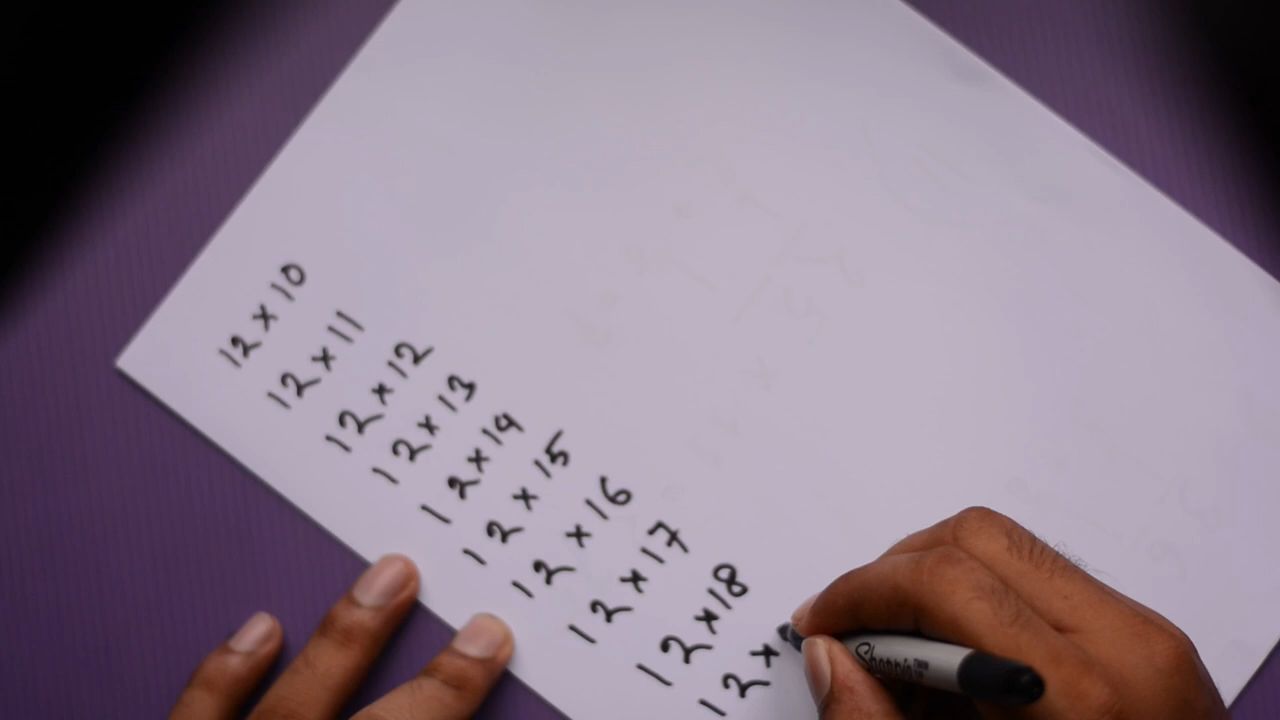 12 × 10
12 × 11
12 × 12
12 × 13
12 × 14
12 × 15
12 × 16
12 × 17
12 × 18
12 ×
Sharpie